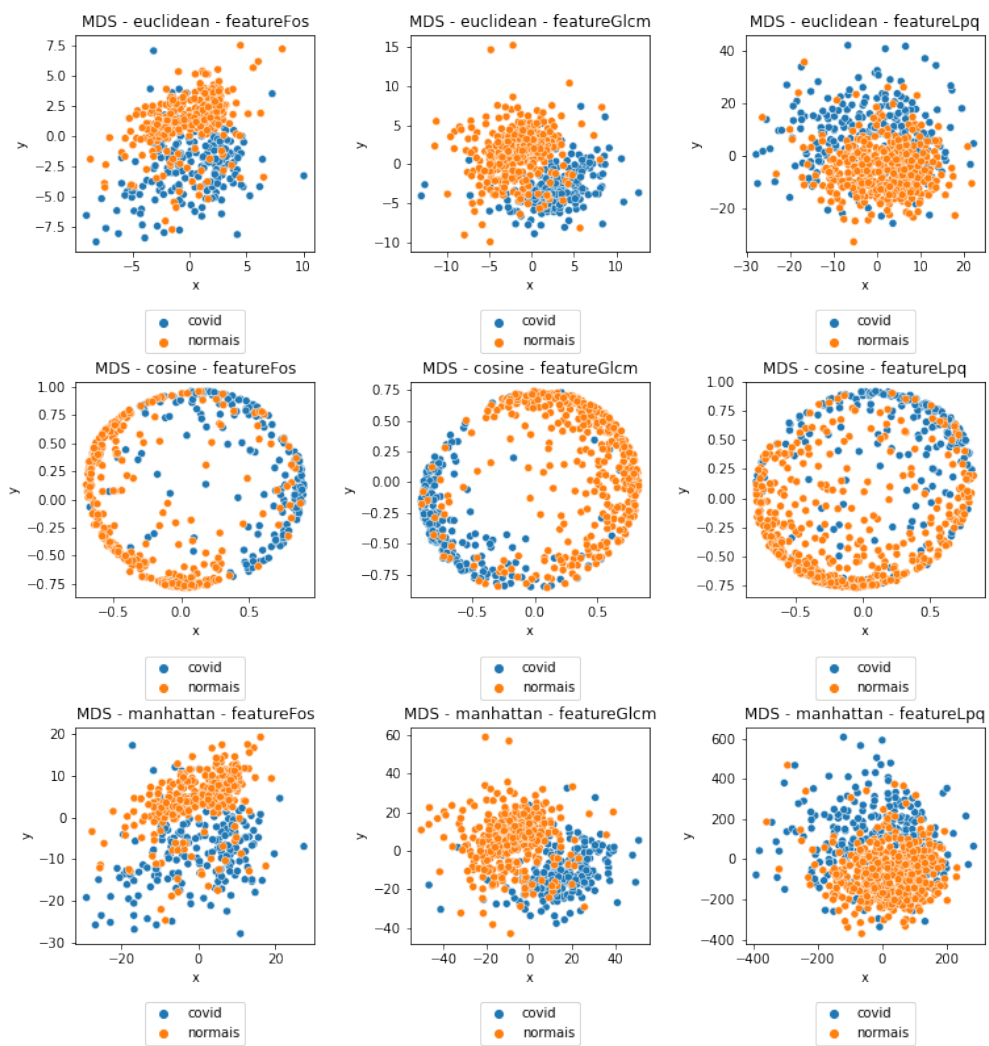 MDS - euclidean - featureFos
MDS - euclidean - featureGlcm
MDS - euclidean - featureLpq
7.5
5.0
2.5
0.0
−2.5
−5.0
−7.5
y
−5
0
5
10
x
covid
normais
15
10
5
0
−5
−10
y
−10
−5
0
5
10
x
covid
normais
40
20
0
−20
y
−30
−20
−10
0
10
20
x
covid
normais
MDS - cosine - featureFos
MDS - cosine - featureGlcm
MDS - cosine - featureLpq
1.00
0.75
0.50
0.25
0.00
−0.25
−0.50
−0.75
y
−0.5
0.0
0.5
x
covid
normais
0.75
0.50
0.25
0.00
−0.25
−0.50
−0.75
y
−0.5
0.0
0.5
x
covid
normais
1.00
0.75
0.50
0.25
0.00
−0.25
−0.50
−0.75
y
−0.5
0.0
0.5
x
covid
normais
MDS - manhattan - featureFos
MDS - manhattan - featureGlcm
MDS - manhattan - featureLpq
20
10
0
−10
−20
−30
y
−20
0
20
x
covid
normais
60
40
20
0
−20
−40
y
−40
−20
0
20
40
x
covid
normais
600
400
200
0
−200
−400
y
−400
−200
0
200
x
covid
normais